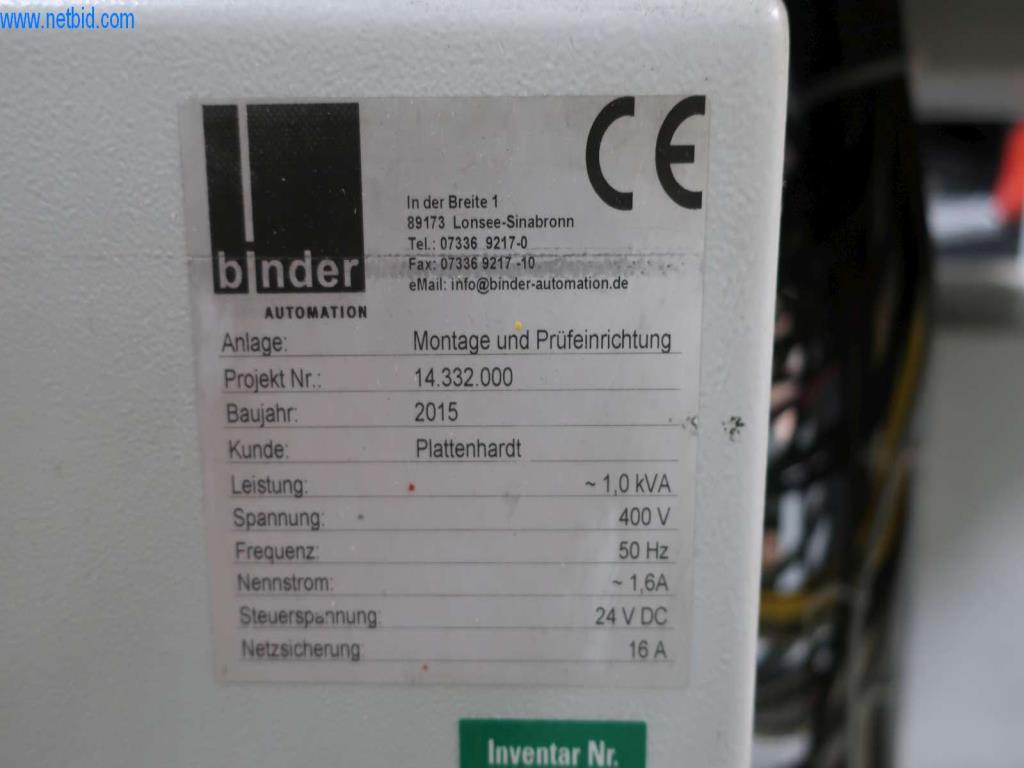 www.netbid.com
binder
AUTOMATION
CE
In der Breite 1
89173 Lonsee-Sinabronn
Tel.: 07336 9217-0
Fax: 07336 9217 -10
eMail: info@binder-automation.de
Anlage: Montage und Prüfeinrichtung
Projekt Nr.: 14.332.000
Baujahr: 2015
Kunde: Plattenhardt
Leistung: ~ 1,0 kVA
Spannung: 400 V
Frequenz: 50 Hz
Nennstrom: ~ 1,6A
Steuerspannung: 24 V DC
Netzsicherung 16 A
Inventar Nr.